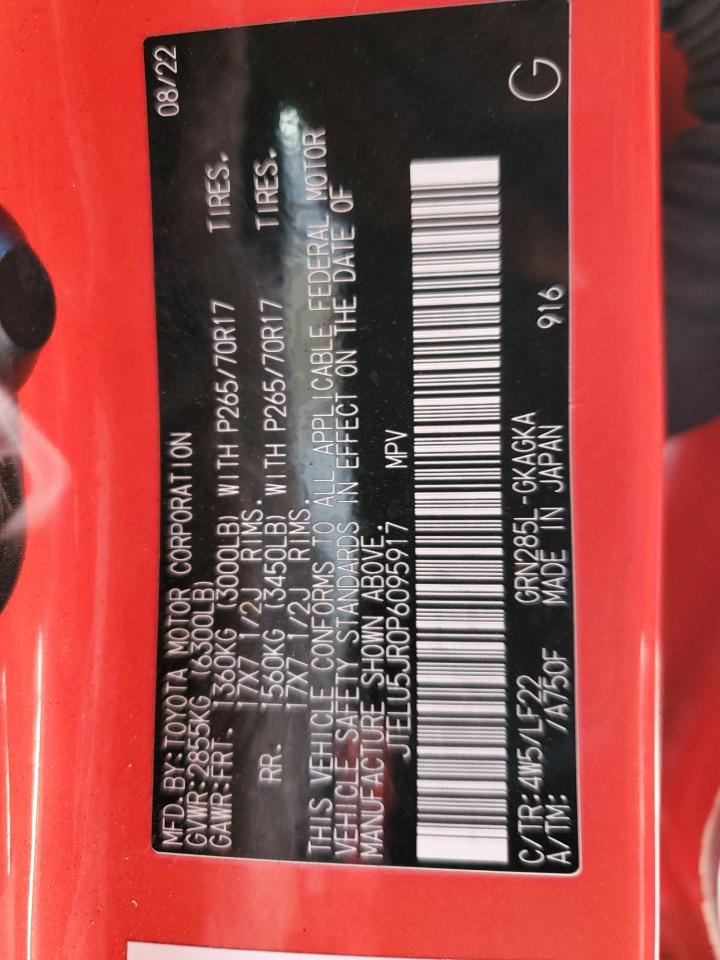 MFD. BY: TOYOTA MOTOR CORPORATION 08/22
GVWR: 2855KG (6300LB)
GAWR: FRT. 1360KG (3000LB) WITH P265/70R17 TIRES.
17X7 1/2J RIMS.
RR. 1560KG (3450LB) WITH P265/70R17 TIRES.
17X7 1/2J RIMS.
THIS VEHICLE CONFORMS TO ALL APPLICABLE FEDERAL MOTOR
VEHICLE SAFETY STANDARDS IN EFFECT ON THE DATE OF
MANUFACTURE SHOWN ABOVE.
JTELU5JR0P6095917 MPV
C/TR: 4W5/LF22 GRN285L-GKAGKA
A/TM: /A750F MADE IN JAPAN 916 G